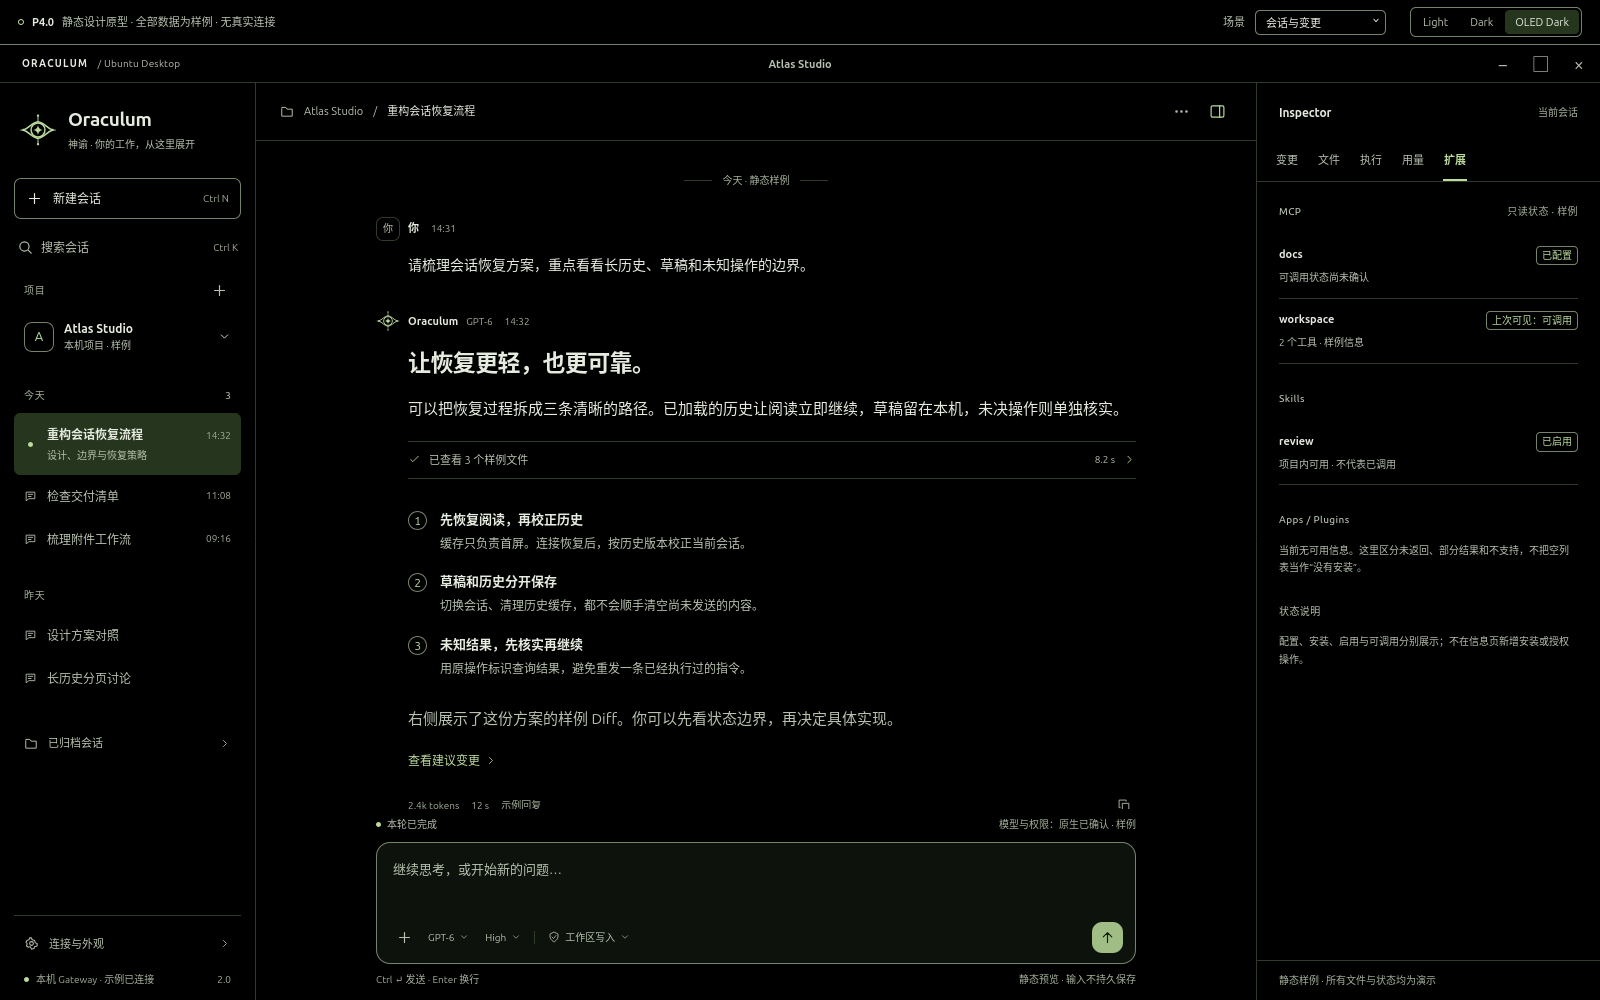 P4.0 静态设计原型 · 全部数据为样例 · 无真实连接
场景 会话与变更 Light Dark OLED Dark
ORACULUM / Ubuntu Desktop
Atlas Studio
Oraculum
神谕 · 你的工作，从这里展开
新建会话 Ctrl N
搜索会话 Ctrl K
项目
A
Atlas Studio
本机项目 · 样例
今天 3
重构会话恢复流程 14:32
设计、边界与恢复策略
检查交付清单 11:08
梳理附件工作流 09:16
昨天
设计方案对照
长历史分页讨论
已归档会话
连接与外观
本机 Gateway · 示例已连接 2.0
Atlas Studio / 重构会话恢复流程
今天 · 静态样例
你 你 14:31
请梳理会话恢复方案，重点看看长历史、草稿和未知操作的边界。
Oraculum GPT-6 14:32
让恢复更轻，也更可靠。
可以把恢复过程拆成三条清晰的路径。已加载的历史让阅读立即继续，草稿留在本机，未决操作则单独核实。
已查看 3 个样例文件 8.2 s
1 先恢复阅读，再校正历史
缓存只负责首屏。连接恢复后，按历史版本校正当前会话。
2 草稿和历史分开保存
切换会话、清理历史缓存，都不会顺手清空尚未发送的内容。
3 未知结果，先核实再继续
用原操作标识查询结果，避免重发一条已经执行过的指令。
右侧展示了这份方案的样例 Diff。你可以先看状态边界，再决定具体实现。
查看建议变更
2.4k tokens 12 s 示例回复
本轮已完成 模型与权限：原生已确认 · 样例
继续思考，或开始新的问题…
GPT-6 High 工作区写入
Ctrl ↵ 发送 · Enter 换行 静态预览 · 输入不持久保存
Inspector 当前会话
变更 文件 执行 用量 扩展
MCP 只读状态 · 样例
docs 已配置
可调用状态尚未确认
workspace 上次可见：可调用
2 个工具 · 样例信息
Skills
review 已启用
项目内可用 · 不代表已调用
Apps / Plugins
当前无可用信息。这里区分未返回、部分结果和不支持，不把空列
表当作“没有安装”。
状态说明
配置、安装、启用与可调用分别展示；不在信息页新增安装或授权
操作。
静态样例 · 所有文件与状态均为演示